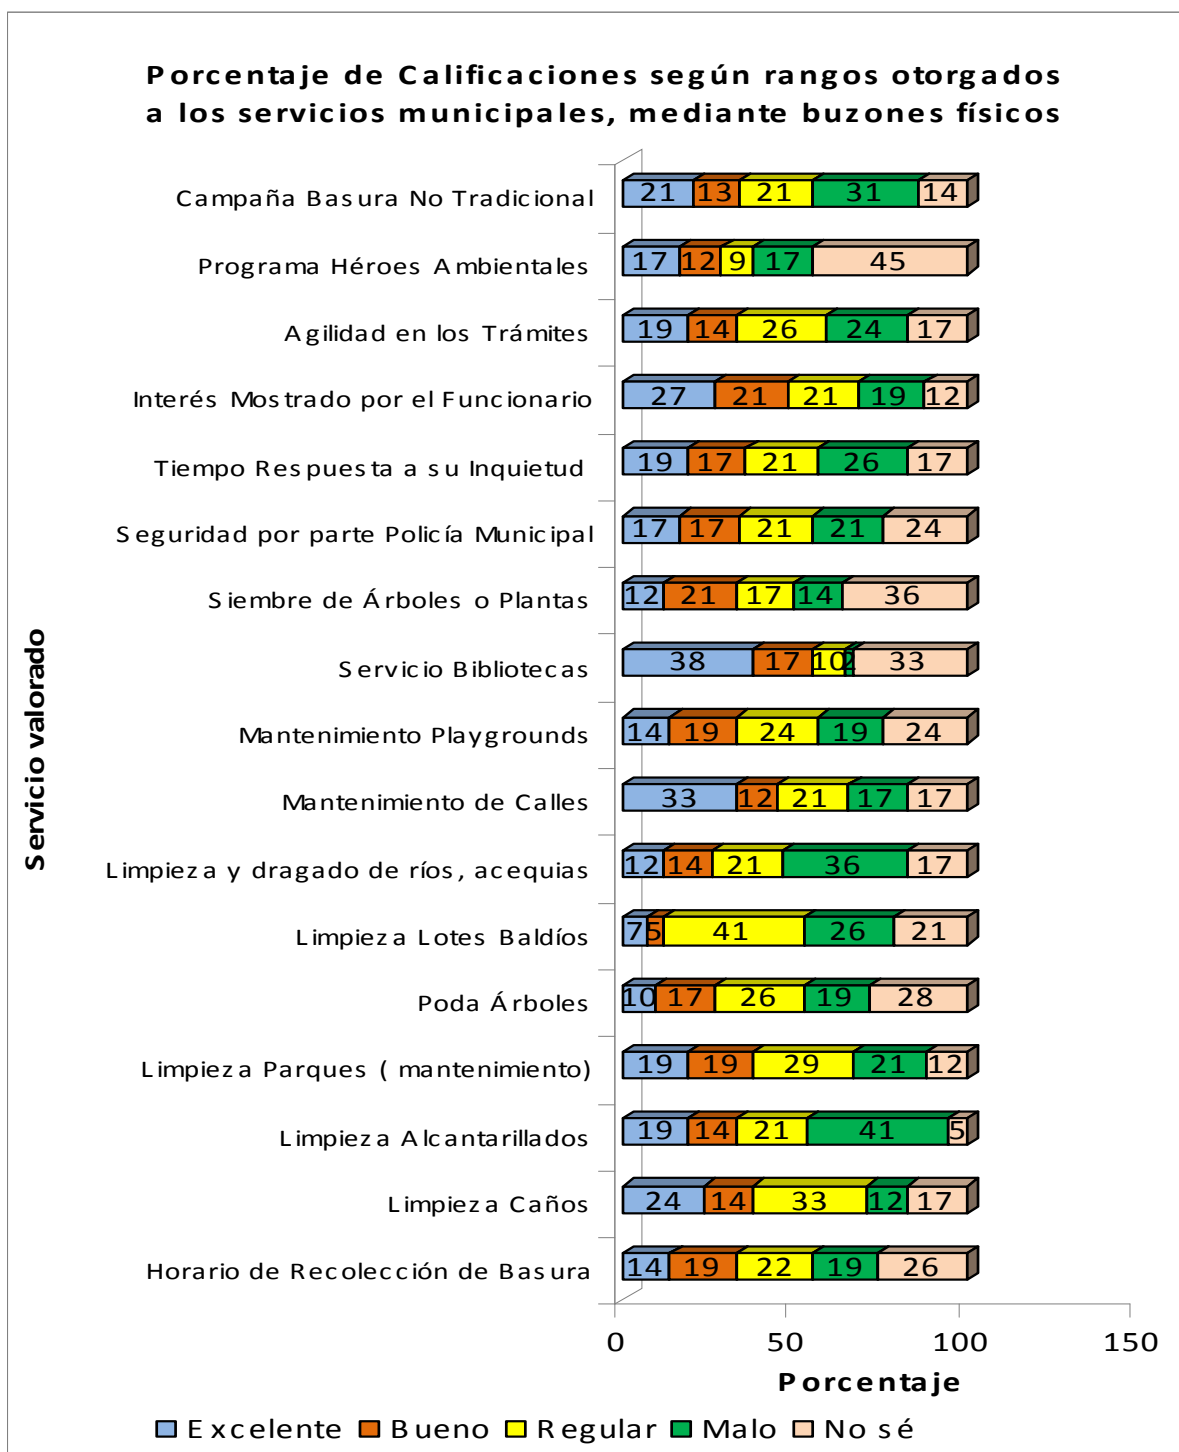 Porcentaje de Calificaciones según rangos otorgados
a los servicios municipales, mediante buzones físicos
Campaña Basura No Tradicional 21 13 21 31 14
Programa Héroes Ambientales 17 12 9 17 45
Agilidad en los Trámites 19 14 26 24 17
Interés Mostrado por el Funcionario 27 21 21 19 12
Tiempo Respuesta a su Inquietud 19 17 21 26 17
Seguridad por parte Policía Municipal 17 17 21 21 24
Siembre de Árboles o Plantas 12 21 17 14 36
Servicio Bibliotecas 38 17 10 2 33
Mantenimiento Playgrounds 14 19 24 19 24
Mantenimiento de Calles 33 12 21 17 17
Limpieza y dragado de ríos, acequias 12 14 21 36 17
Limpieza Lotes Baldíos 7 5 41 26 21
Poda Árboles 10 17 26 19 28
Limpieza Parques ( mantenimiento) 19 19 29 21 12
Limpieza Alcantarillados 19 14 21 41 5
Limpieza Caños 24 14 33 12 17
Horario de Recolección de Basura 14 19 22 19 26
Servicio valorado
0 50 100 150
Porcentaje
Excelente Bueno Regular Malo No sé